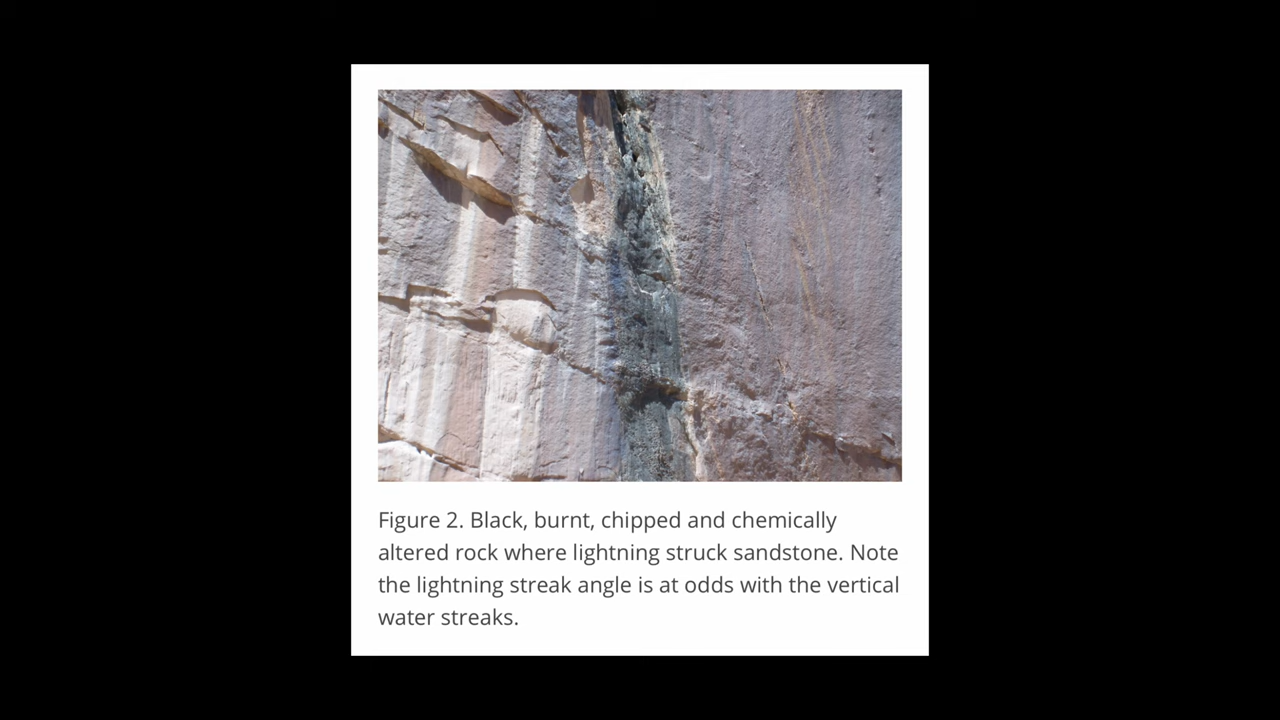 Figure 2. Black, burnt, chipped and chemically
altered rock where lightning struck sandstone. Note
the lightning streak angle is at odds with the vertical
water streaks.